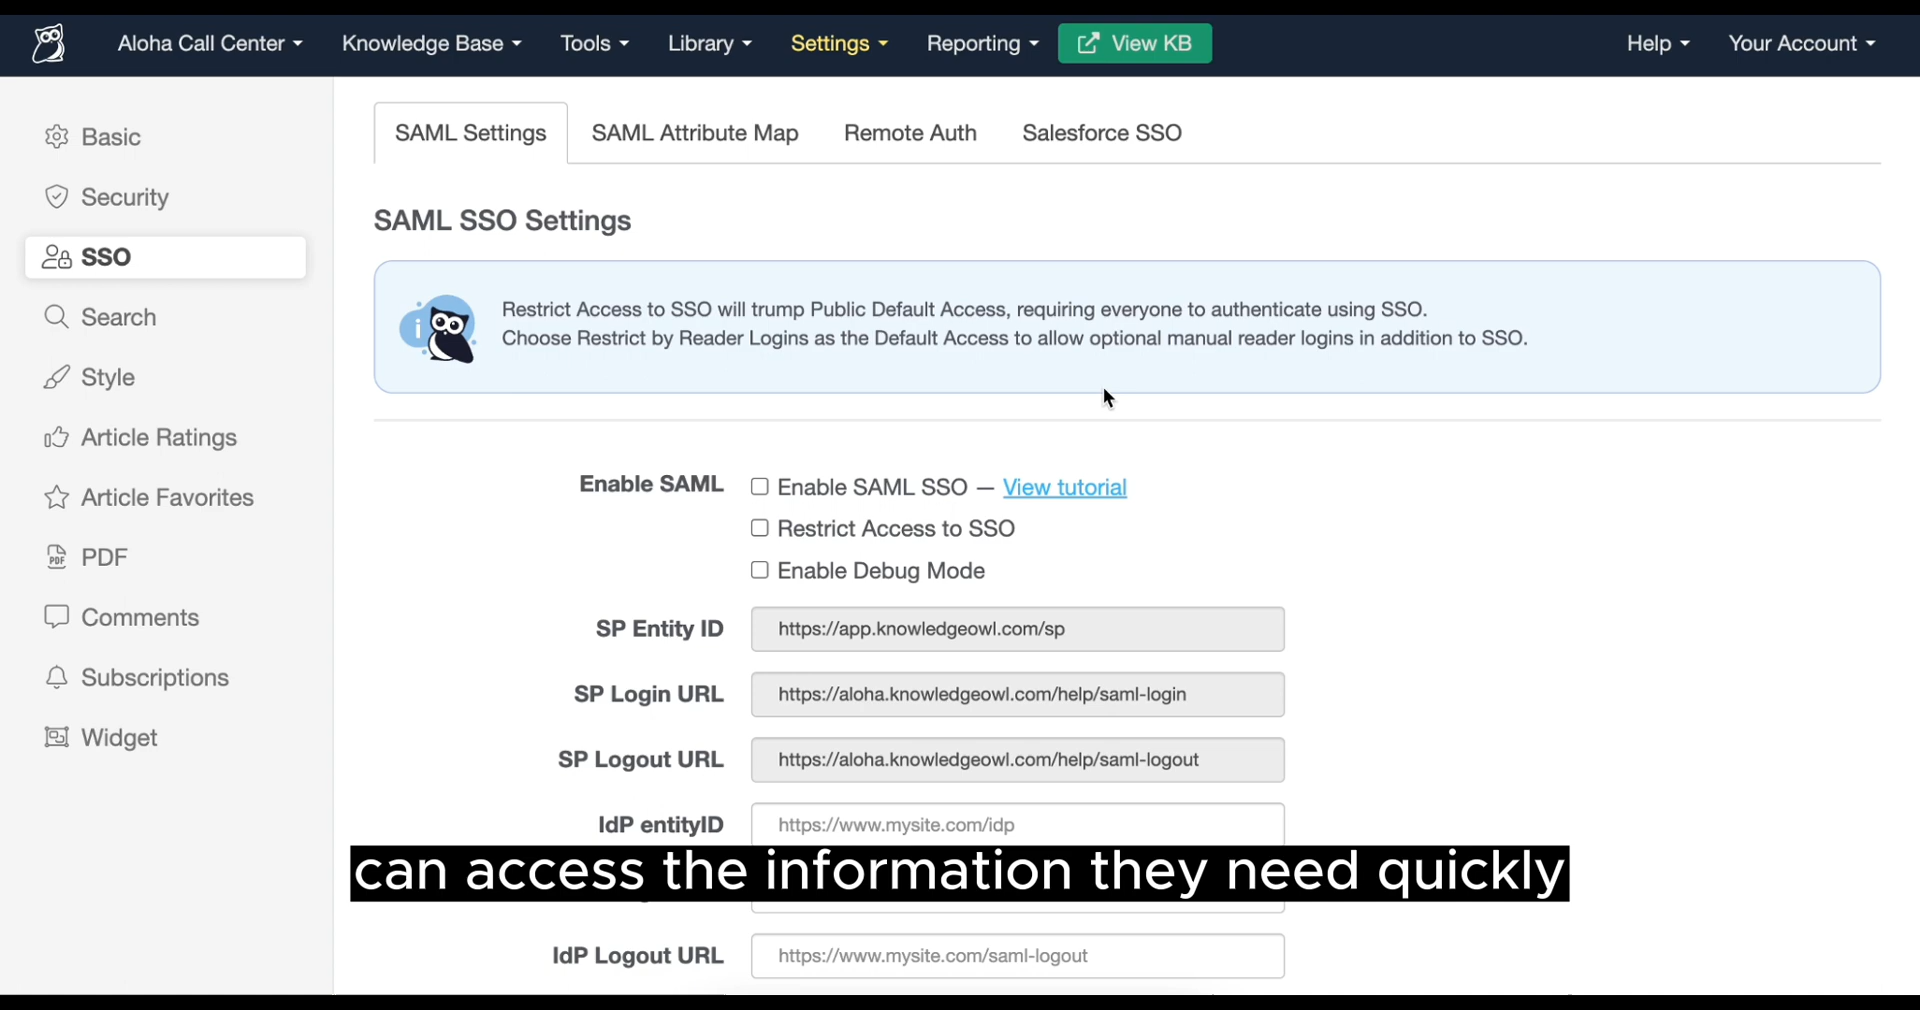 Aloha Call Center
Knowledge Base
Tools
Library
Settings
Reporting
View KB
Help
Your Account
Basic
Security
SSO
Search
Style
Article Ratings
Article Favorites
PDF
Comments
Subscriptions
Widget
SAML Settings
SAML Attribute Map
Remote Auth
Salesforce SSO
SAML SSO Settings
Restrict Access to SSO will trump Public Default Access, requiring everyone to authenticate using SSO.
Choose Restrict by Reader Logins as the Default Access to allow optional manual reader logins in addition to SSO.
Enable SAML
Enable SAML SSO — View tutorial
Restrict Access to SSO
Enable Debug Mode
SP Entity ID
https://app.knowledgeowl.com/sp
SP Login URL
https://aloha.knowledgeowl.com/help/saml-login
SP Logout URL
https://aloha.knowledgeowl.com/help/saml-logout
IdP entityID
https://www.mysite.com/idp
can access the information they need quickly
IdP Logout URL
https://www.mysite.com/saml-logout